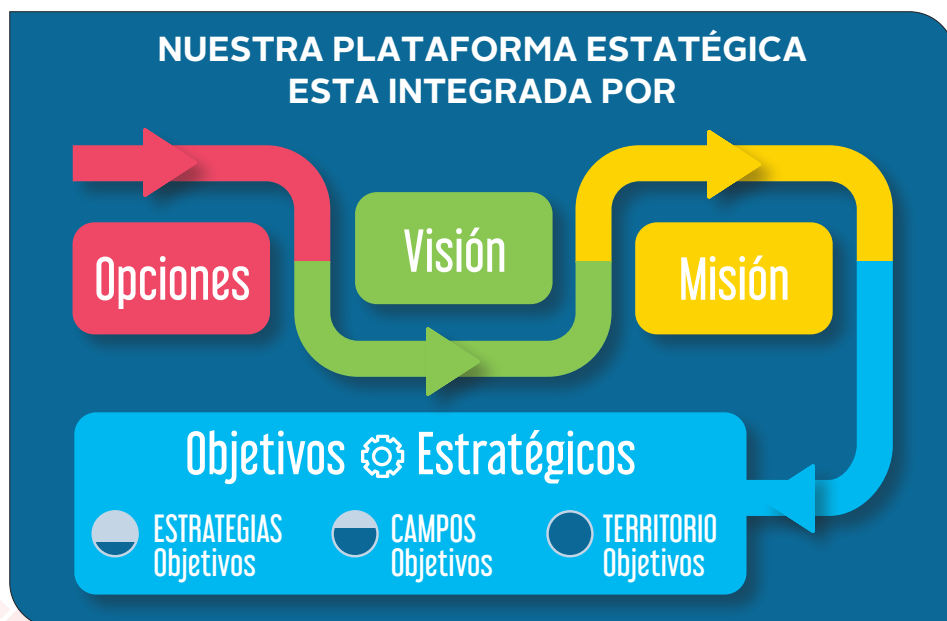 NUESTRA PLATAFORMA ESTATÉGICA
ESTA INTEGRADA POR
Opciones
Visión
Misión
Objetivos Estratégicos
ESTRATEGIAS
Objetivos
CAMPOS
Objetivos
TERRITORIO
Objetivos